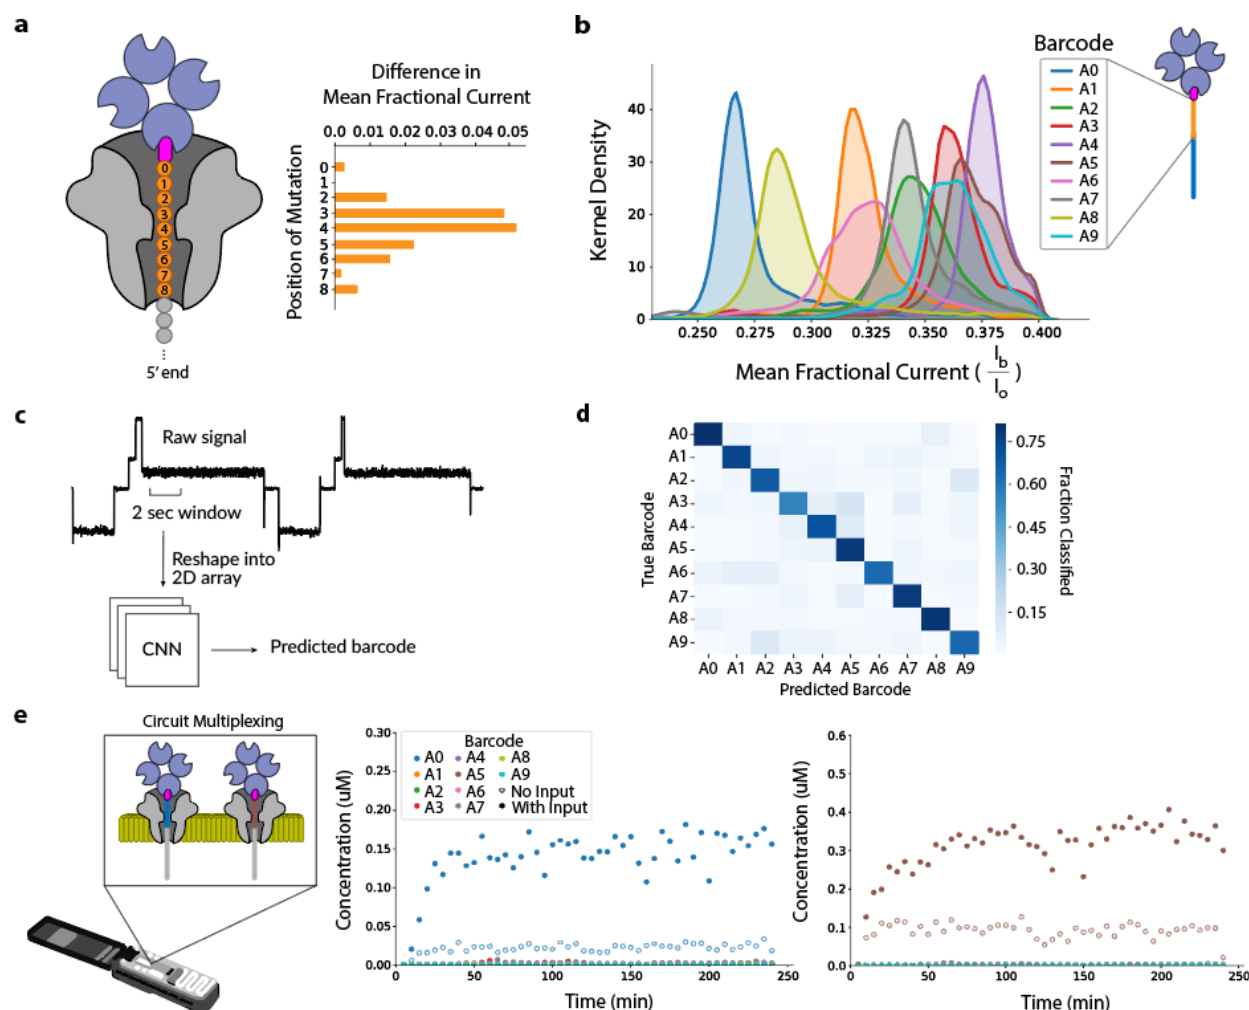 a
Difference in
Mean Fractional Current
0.0 0.01 0.02 0.03 0.04 0.05
Position of Mutation
0
1
2
3
4
5
6
7
8
0
1
2
3
4
5
6
7
8
5' end
b
Barcode
A0
A1
A2
A3
A4
A5
A6
A7
A8
A9
Kernel Density
40
30
20
10
0
0.250 0.275 0.300 0.325 0.350 0.375 0.400
Mean Fractional Current ( Ib / Io )
c
Raw signal
2 sec window
Reshape into
2D array
CNN
Predicted barcode
d
True Barcode
A0
A1
A2
A3
A4
A5
A6
A7
A8
A9
A0 A1 A2 A3 A4 A5 A6 A7 A8 A9
Predicted Barcode
0.75
0.60
0.45
0.30
0.15
Fraction Classified
e
Circuit Multiplexing
Concentration (uM)
0.30
0.25
0.20
0.15
0.10
0.05
0.00
Barcode
A0 A4 A8
A1 A5 A9
A2 A6 No Input
A3 A7 With Input
0 50 100 150 200 250
Time (min)
Concentration (uM)
0.6
0.5
0.4
0.3
0.2
0.1
0.0
0 50 100 150 200 250
Time (min)